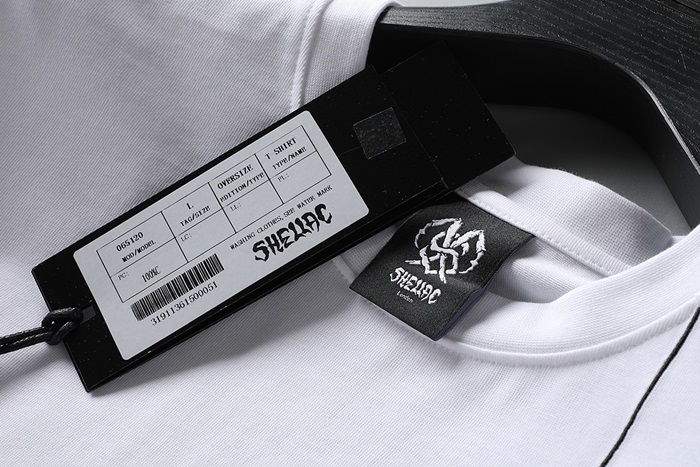 065120
MOD/MODEL
L
TAG/SIZE
OVERSIZE
EDITION/TYPE
T SHIRT
TYPE/NAME
PC:
100%C
LC:
LL:
PL:
WASHING CLOTHES, SEE WATER MARK
SHELLAC
31911361500051
SHELLAC
London